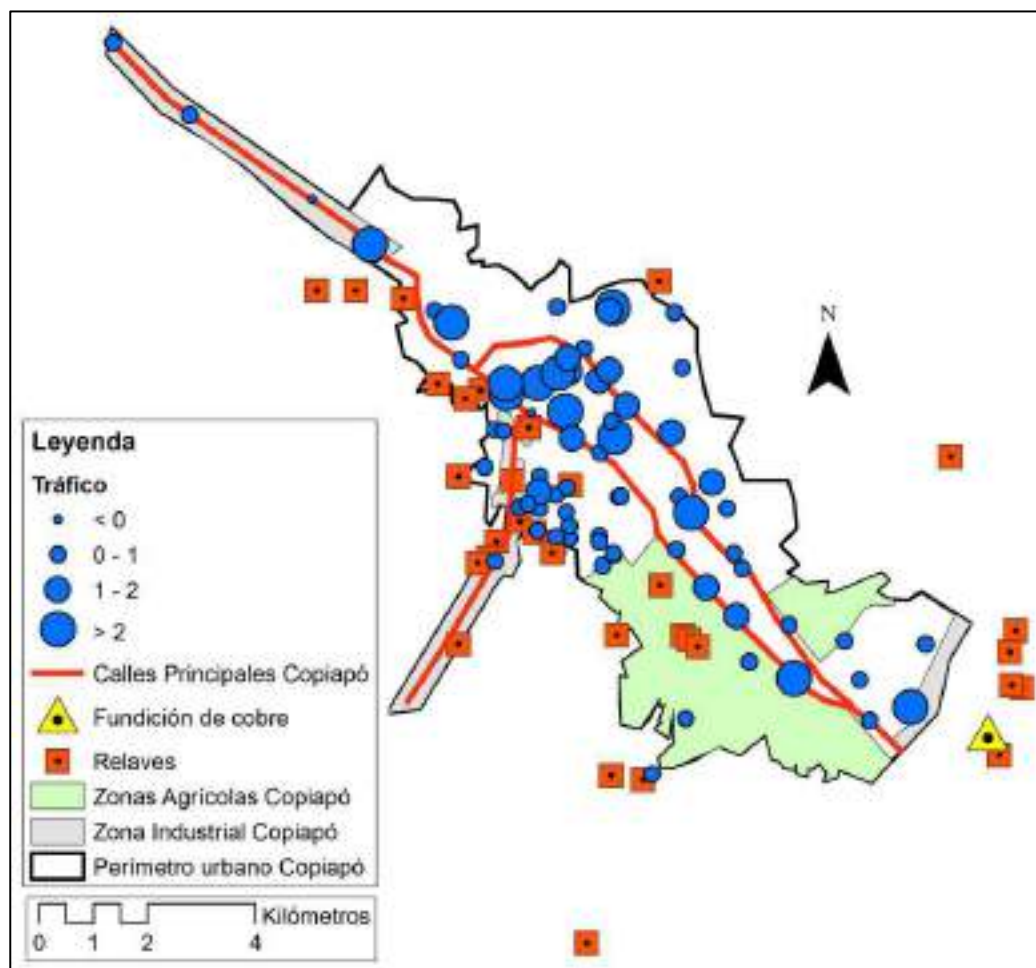 N
Leyenda
Tráfico
< 0
0 - 1
1 - 2
> 2
Calles Principales Copiapó
Fundición de cobre
Relaves
Zonas Agrícolas Copiapó
Zona Industrial Copiapó
Perímetro urbano Copiapó
Kilómetros
0 1 2 4